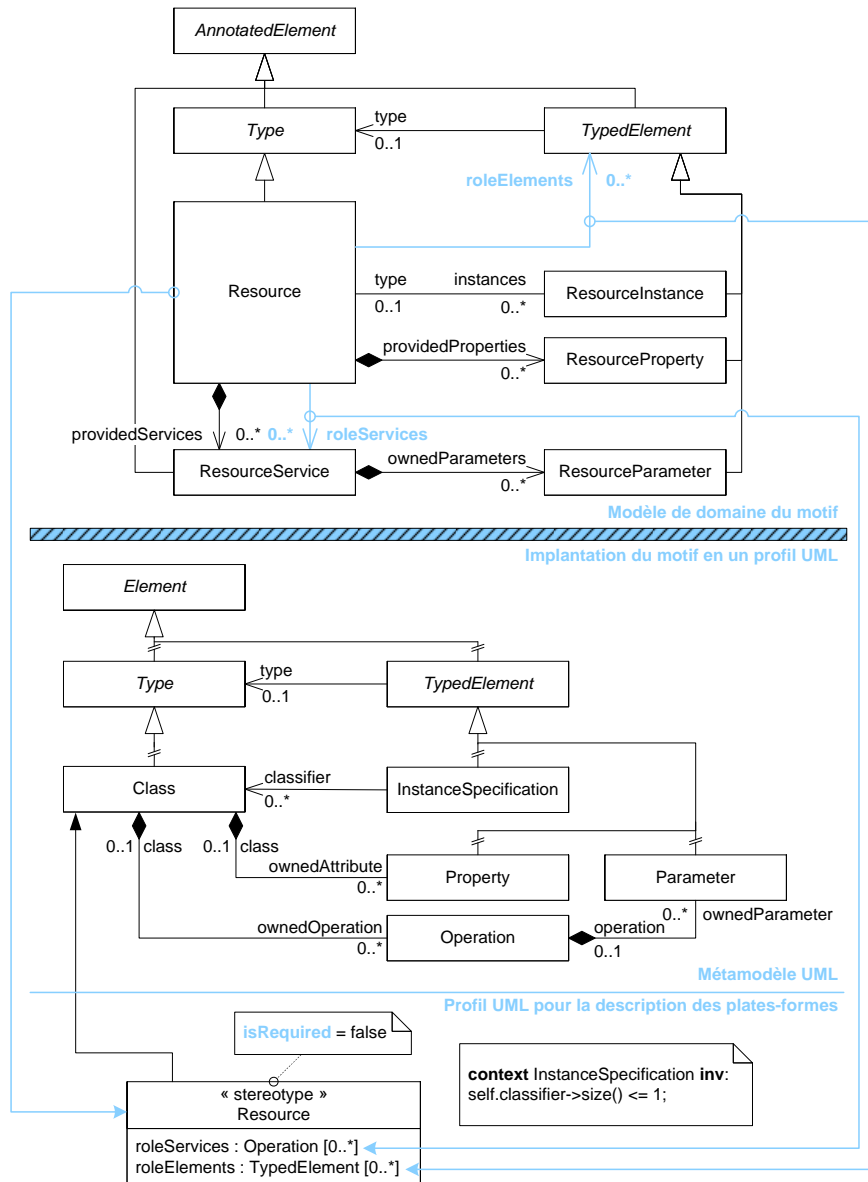 AnnotatedElement
Type
type
0..1
TypedElement
roleElements
0..*
Resource
type
instances
0..1
0..*
ResourceInstance
providedProperties
0..*
ResourceProperty
providedServices
0..*
0..*
roleServices
ResourceService
ownedParameters
0..*
ResourceParameter
Modèle de domaine du motif
Implantation du motif en un profil UML
Element
Type
type
0..1
TypedElement
Class
classifier
0..*
InstanceSpecification
0..1
class
0..1
class
ownedAttribute
0..*
Property
Parameter
0..*
ownedParameter
ownedOperation
0..*
Operation
operation
0..1
Métamodèle UML
Profil UML pour la description des plates-formes
isRequired = false
context InstanceSpecification inv:
self.classifier->size() <= 1;
« stereotype »
Resource
roleServices : Operation [0..*]
roleElements : TypedElement [0..*]